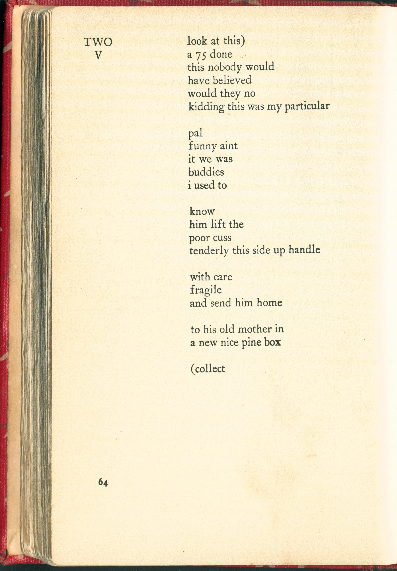 TWO
V
look at this)
a 75 done
this nobody would
have believed
would they no
kidding this was my particular
pal
funny aint
it we was
buddies
i used to
know
him lift the
poor cuss
tenderly this side up handle
with care
fragile
and send him home
to his old mother in
a new nice pine box
(collect
64